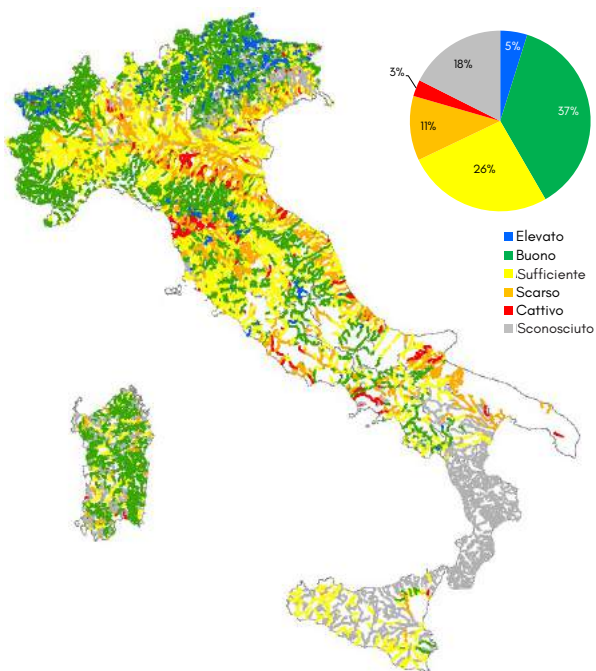 5%
37%
26%
11%
3%
18%
Elevato
Buono
Sufficiente
Scarso
Cattivo
Sconosciuto